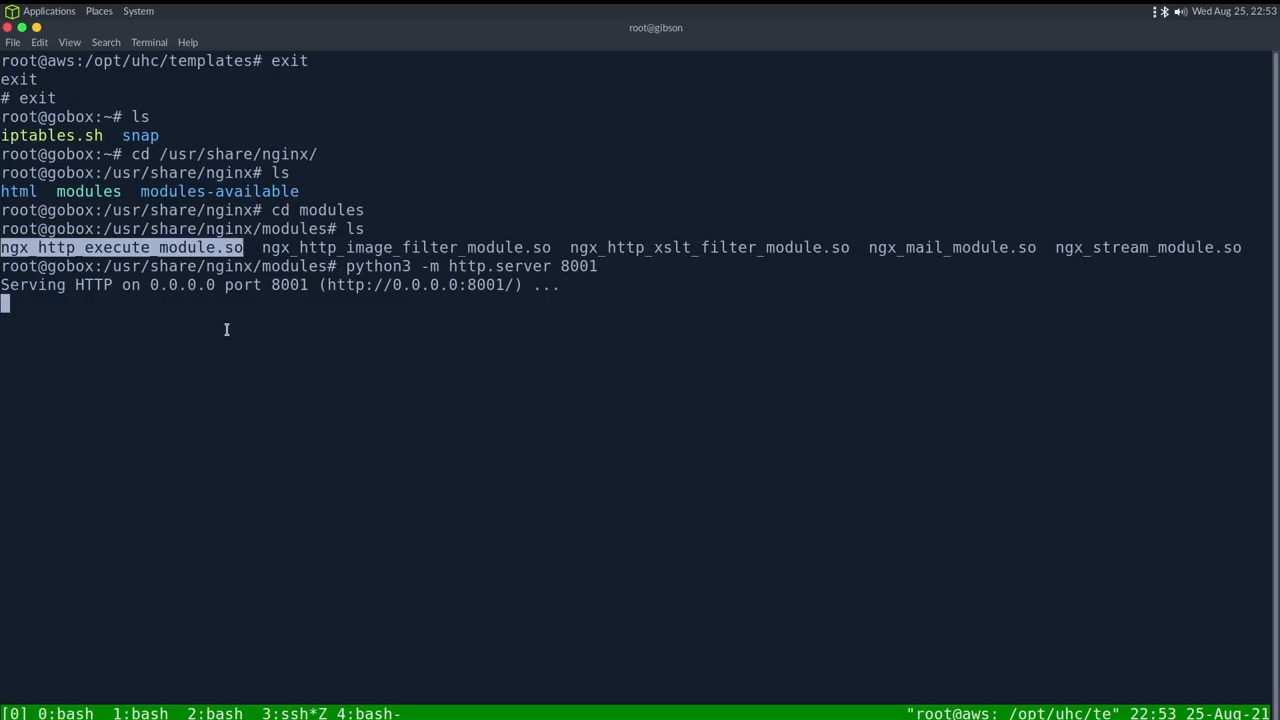 Applications Places System Wed Aug 25, 22:53
root@gibson
File Edit View Search Terminal Help
root@aws:/opt/uhc/templates# exit
exit
# exit
root@gobox:~# ls
iptables.sh  snap
root@gobox:~# cd /usr/share/nginx/
root@gobox:/usr/share/nginx# ls
html  modules  modules-available
root@gobox:/usr/share/nginx# cd modules
root@gobox:/usr/share/nginx/modules# ls
ngx_http_execute_module.so  ngx_http_image_filter_module.so  ngx_http_xslt_filter_module.so  ngx_mail_module.so  ngx_stream_module.so
root@gobox:/usr/share/nginx/modules# python3 -m http.server 8001
Serving HTTP on 0.0.0.0 port 8001 (http://0.0.0.0:8001/) ...
[0] 0:bash  1:bash  2:bash  3:ssh*Z 4:bash- "root@aws: /opt/uhc/te" 22:53 25-Aug-21